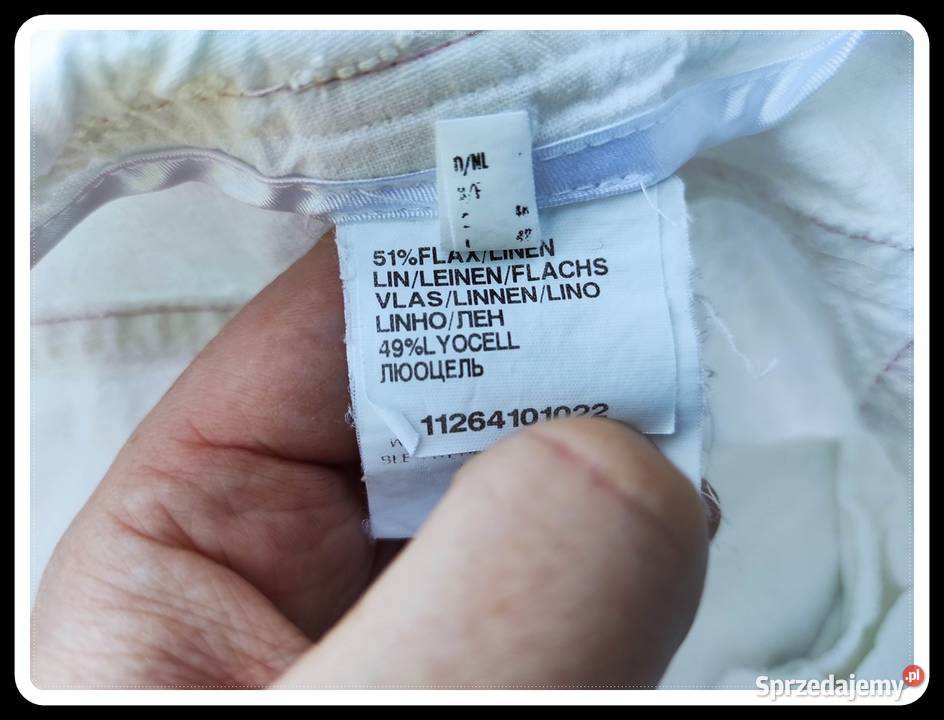 D/NL
51%FLAX/LINEN
LIN/LEINEN/FLACHS
VLAS/LINNEN/LINO
LINHO/ЛЕН
49%LYOCELL
ЛЮОЦЕЛЬ
11264101022
Sprzedajemy.pl